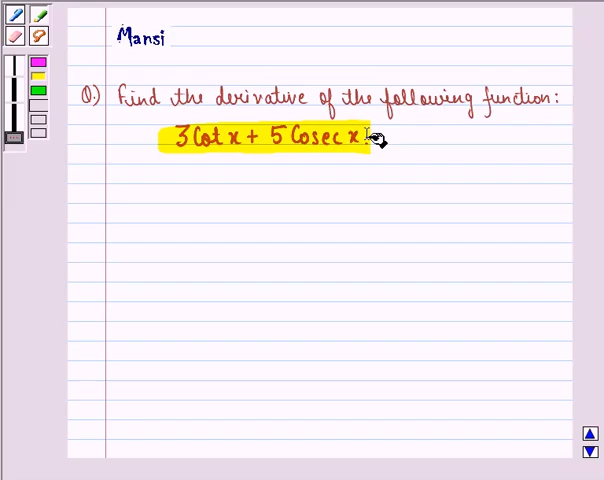 Mansi
Q.) Find the derivative of the following function:
3 Cot x + 5 Cosec x